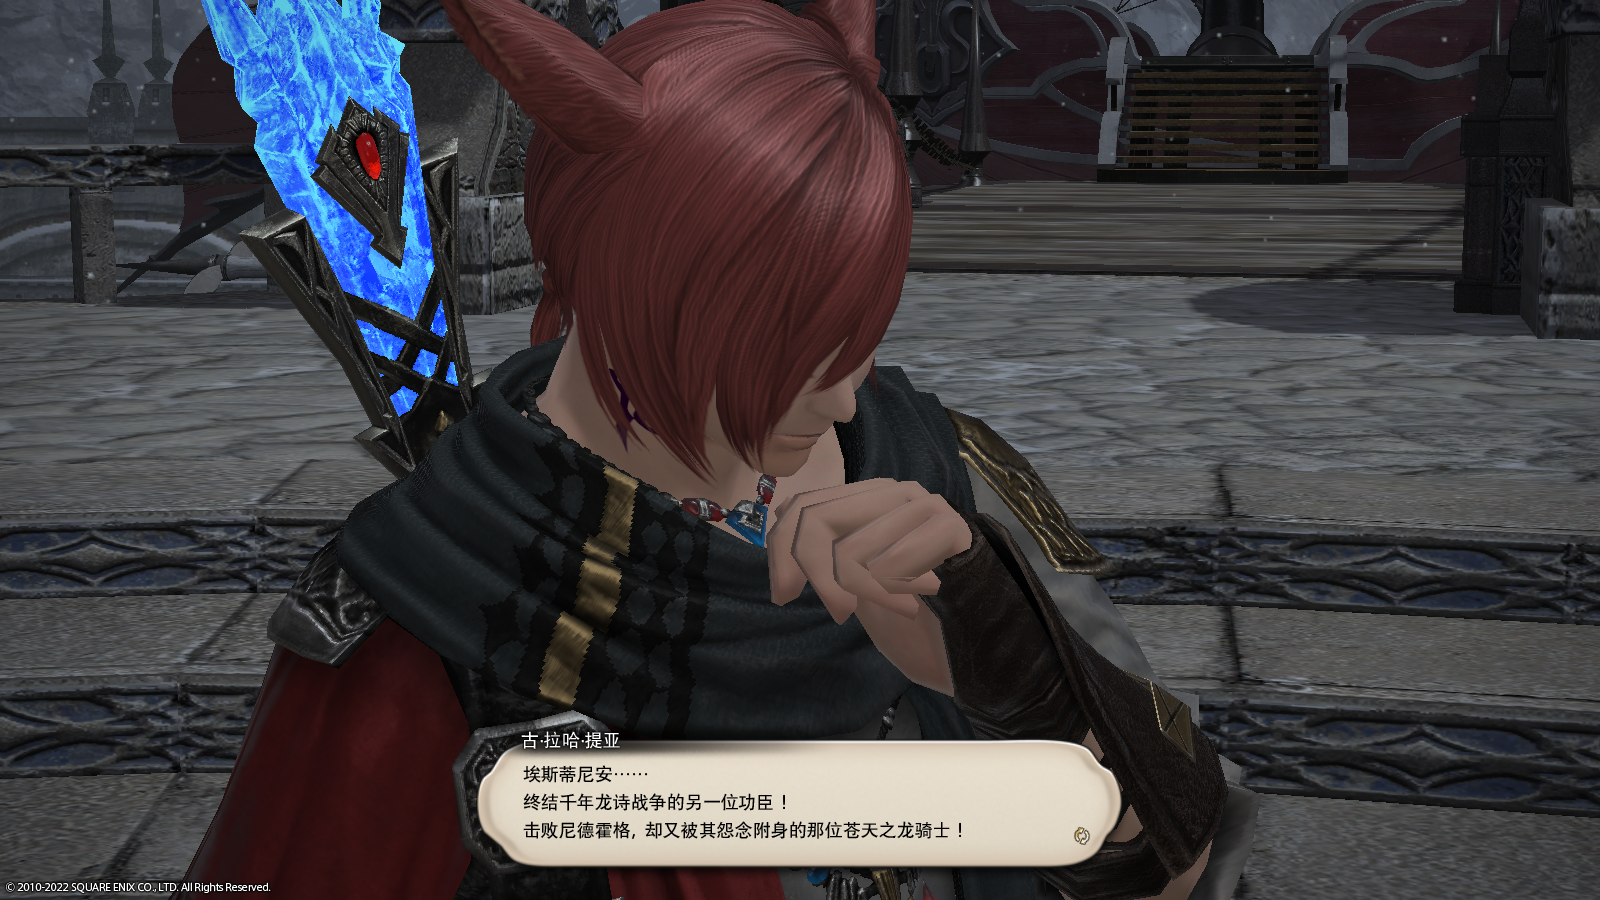 古·拉哈·提亚
埃斯蒂尼安……
终结千年龙诗战争的另一位功臣！
击败尼德霍格，却又被其怨念附身的那位苍天之龙骑士！
© 2010-2022 SQUARE ENIX CO., LTD. All Rights Reserved.